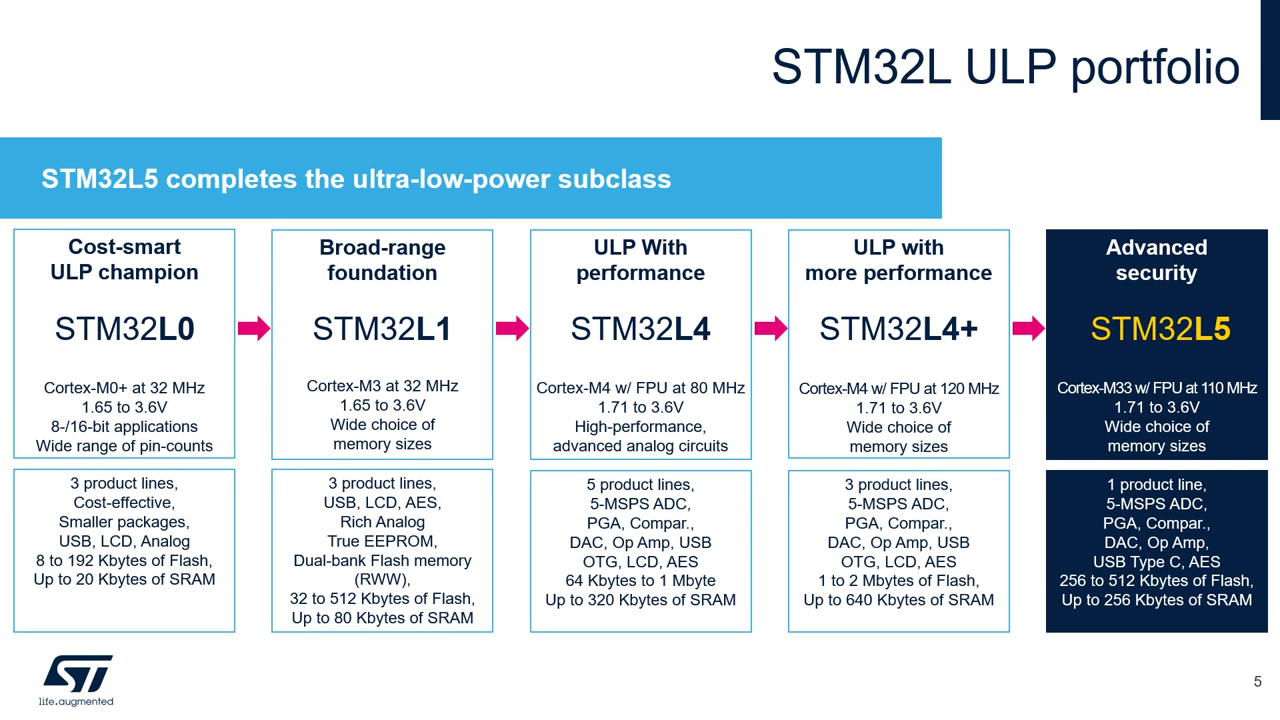 STM32L ULP portfolio
STM32L5 completes the ultra-low-power subclass
Cost-smart
ULP champion
STM32L0
Cortex-M0+ at 32 MHz
1.65 to 3.6V
8-/16-bit applications
Wide range of pin-counts
3 product lines,
Cost-effective,
Smaller packages,
USB, LCD, Analog
8 to 192 Kbytes of Flash,
Up to 20 Kbytes of SRAM
Broad-range
foundation
STM32L1
Cortex-M3 at 32 MHz
1.65 to 3.6V
Wide choice of
memory sizes
3 product lines,
USB, LCD, AES,
Rich Analog
True EEPROM,
Dual-bank Flash memory
(RWW),
32 to 512 Kbytes of Flash,
Up to 80 Kbytes of SRAM
ULP With
performance
STM32L4
Cortex-M4 w/ FPU at 80 MHz
1.71 to 3.6V
High-performance,
advanced analog circuits
5 product lines,
5-MSPS ADC,
PGA, Compar.,
DAC, Op Amp, USB
OTG, LCD, AES
64 Kbytes to 1 Mbyte
Up to 320 Kbytes of SRAM
ULP with
more performance
STM32L4+
Cortex-M4 w/ FPU at 120 MHz
1.71 to 3.6V
Wide choice of
memory sizes
3 product lines,
5-MSPS ADC,
PGA, Compar.,
DAC, Op Amp, USB
OTG, LCD, AES
1 to 2 Mbytes of Flash,
Up to 640 Kbytes of SRAM
Advanced
security
STM32L5
Cortex-M33 w/ FPU at 110 MHz
1.71 to 3.6V
Wide choice of
memory sizes
1 product line,
5-MSPS ADC,
PGA, Compar.,
DAC, Op Amp,
USB Type C, AES
256 to 512 Kbytes of Flash,
Up to 256 Kbytes of SRAM
ST
life.augmented
5